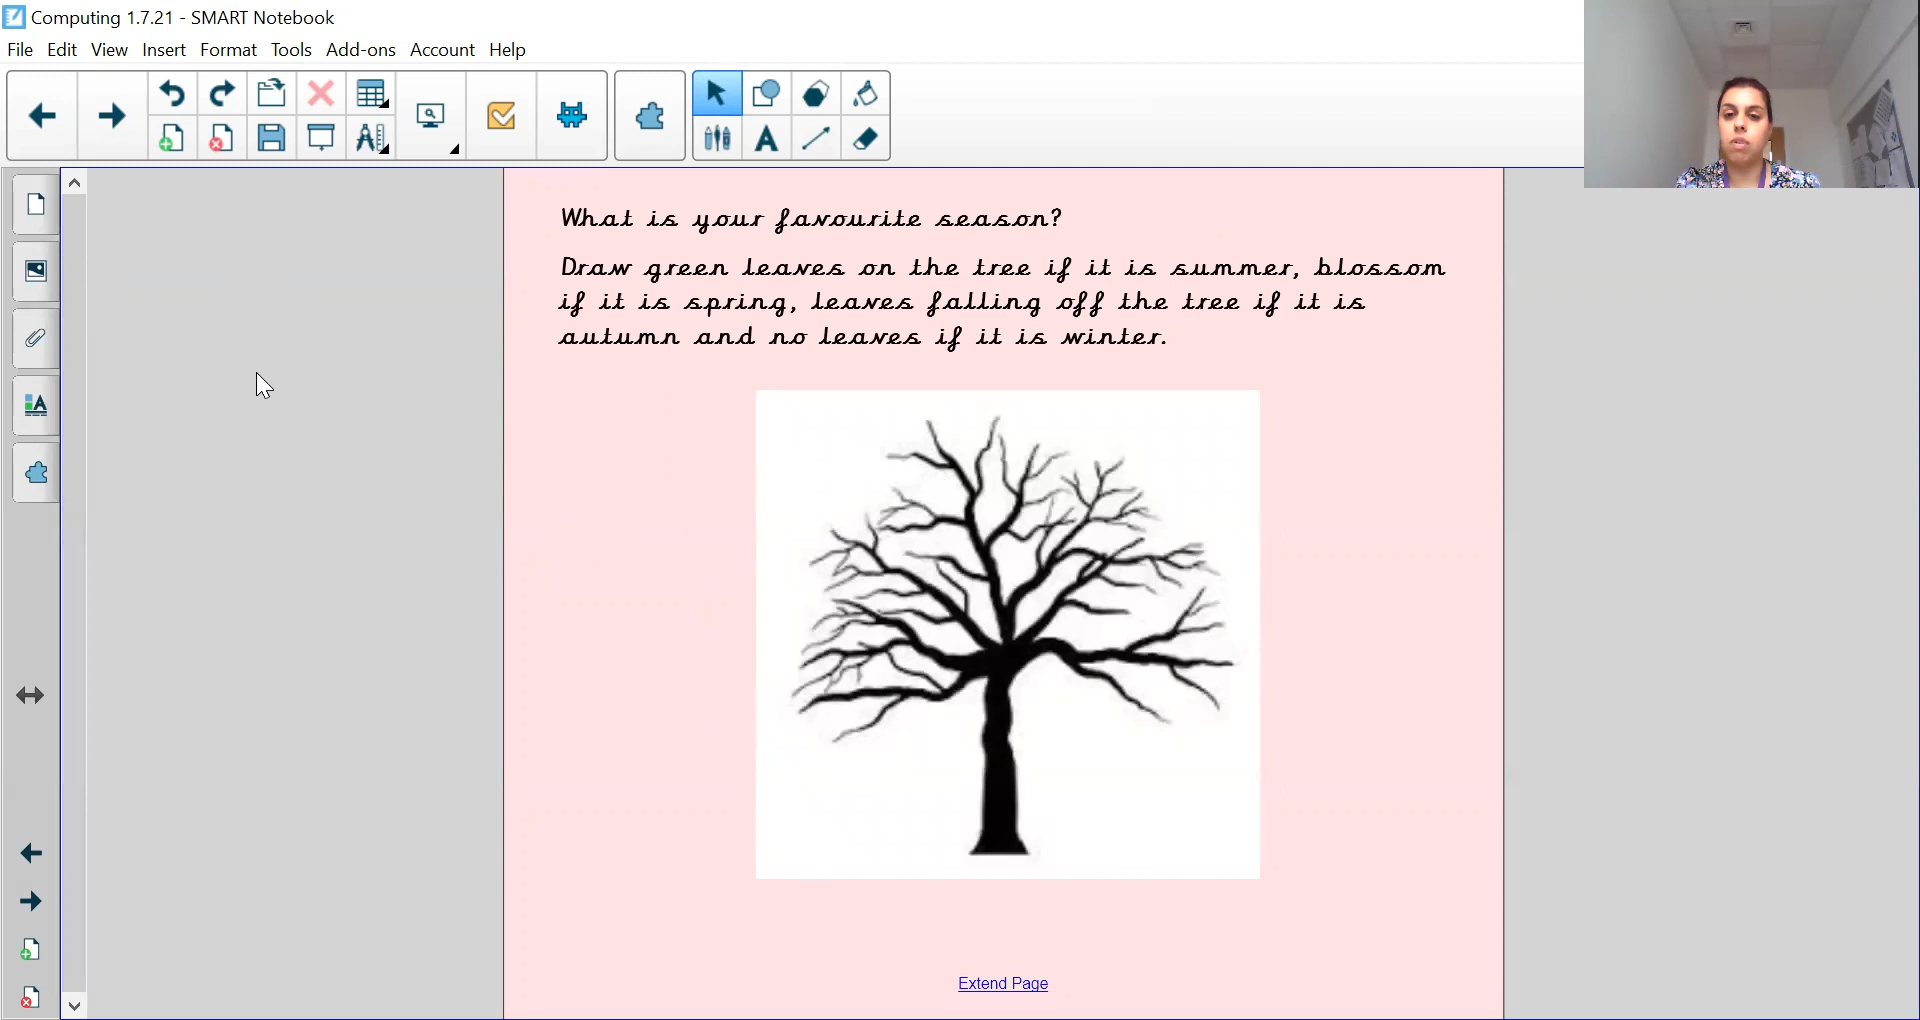 Computing 1.7.21 - SMART Notebook
File Edit View Insert Format Tools Add-ons Account Help
What is your favourite season?
Draw green leaves on the tree if it is summer, blossom
if it is spring, leaves falling off the tree if it is
autumn and no leaves if it is winter.
Extend Page